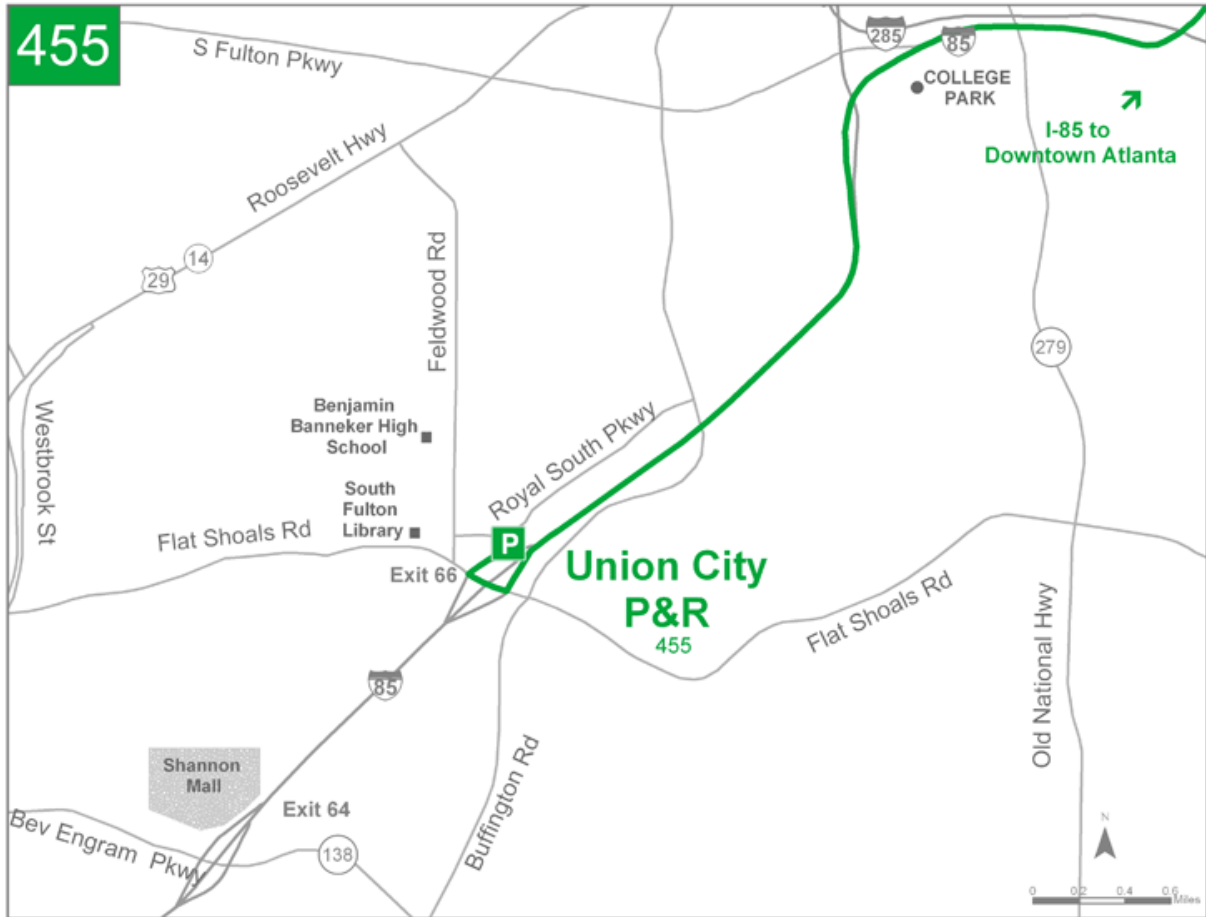 455
S Fulton Pkwy
285
85
COLLEGE
PARK
I-85 to
Downtown Atlanta
Roosevelt Hwy
14
29
Feldwood Rd
279
Westbrook St
Benjamin
Banneker High
School
Royal South Pkwy
South
Fulton
Library
Flat Shoals Rd
P
Exit 66
Union City
P&R
455
Flat Shoals Rd
Old National Hwy
85
Shannon
Mall
Exit 64
Buffington Rd
Bev Engram Pkwy
138
N
0 0.2 0.4 0.6
Miles